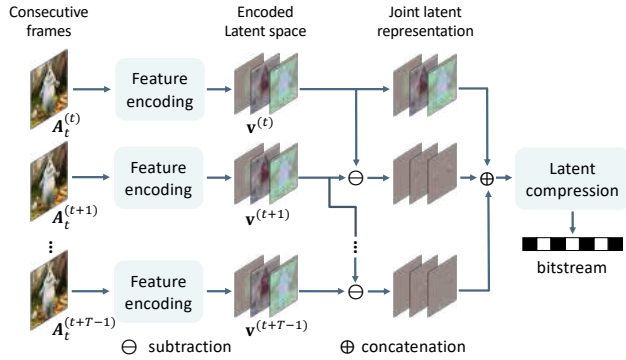 Consecutive
frames
Encoded
Latent space
Joint latent
representation
Feature
encoding
A_t^(t)
v^(t)
Feature
encoding
A_t^(t+1)
v^(t+1)
Latent
compression
bitstream
...
...
Feature
encoding
A_t^(t+T−1)
v^(t+T−1)
⊖ subtraction
⊕ concatenation